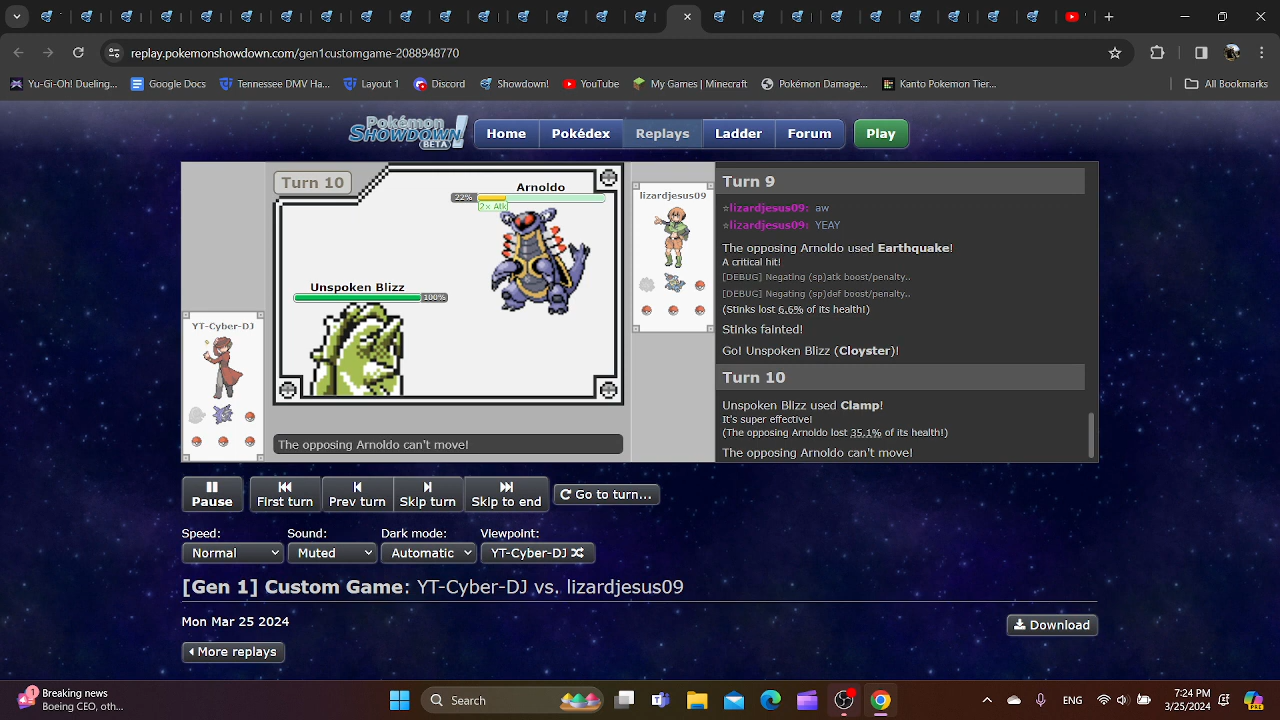 replay.pokemonshowdown.com/gen1customgame-2088948770
Yu-Gi-Oh! Dueling...
Google Docs
Tennessee DMV Ha...
Layout 1
Discord
Showdown!
YouTube
My Games | Minecraft
Pokémon Damage...
Kanto Pokemon Tier...
All Bookmarks
Pokémon
SHOWDOWN!
BETA
Home
Pokédex
Replays
Ladder
Forum
Play
Turn 10
Arnoldo
22%
2× Atk
Unspoken Blizz
100%
YT-Cyber-DJ
lizardjesus09
The opposing Arnoldo can't move!
Turn 9
☆lizardjesus09: aw
☆lizardjesus09: YEAY
The opposing Arnoldo used Earthquake!
A critical hit!
[DEBUG] Negating (sp)atk boost/penalty..
[DEBUG] Negating (sp)def boost/penalty..
(Stinks lost 6.6% of its health!)
Stinks fainted!
Go! Unspoken Blizz (Cloyster)!
Turn 10
Unspoken Blizz used Clamp!
It's super effective!
(The opposing Arnoldo lost 35.1% of its health!)
The opposing Arnoldo can't move!
Pause
First turn
Prev turn
Skip turn
Skip to end
Go to turn...
Speed:
Sound:
Dark mode:
Viewpoint:
Normal
Muted
Automatic
YT-Cyber-DJ
[Gen 1] Custom Game: YT-Cyber-DJ vs. lizardjesus09
Mon Mar 25 2024
Download
More replays
1
Breaking news
Boeing CEO, oth...
Search
ENG
7:24 PM
3/25/2024
PRE